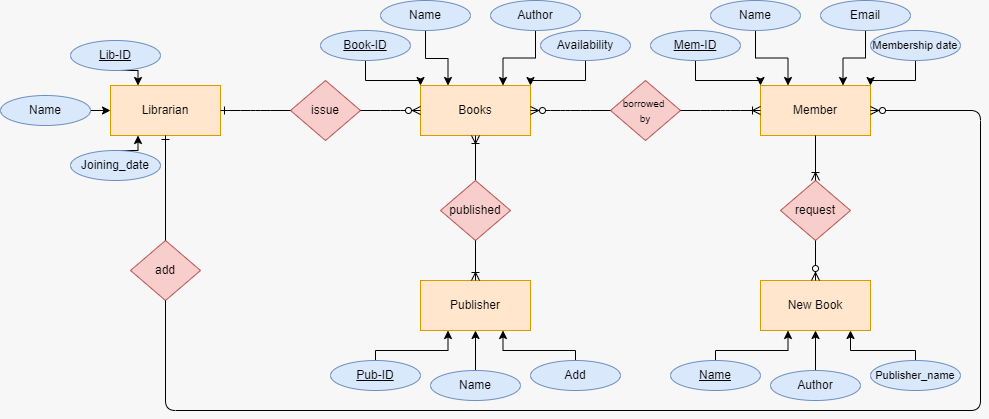 Name
Author
Book-ID
Availability
Name
Email
Mem-ID
Membership date
Lib-ID
Name
Librarian
Joining_date
issue
Books
borrowed
by
Member
published
request
add
Publisher
New Book
Pub-ID
Name
Add
Name
Author
Publisher_name